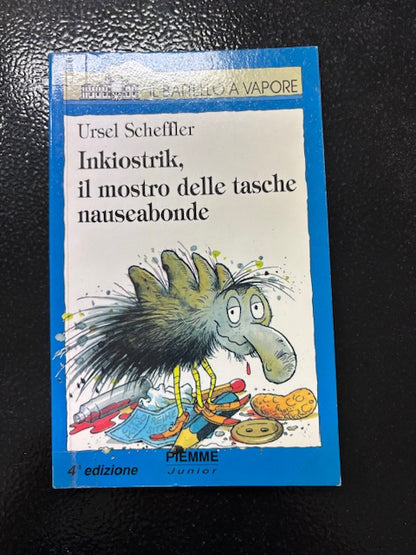 IL BATTELLO A VAPORE
Ursel Scheffler
Inkiostrik,
il mostro delle tasche
nauseabonde
4ª edizione
PIEMME
Junior